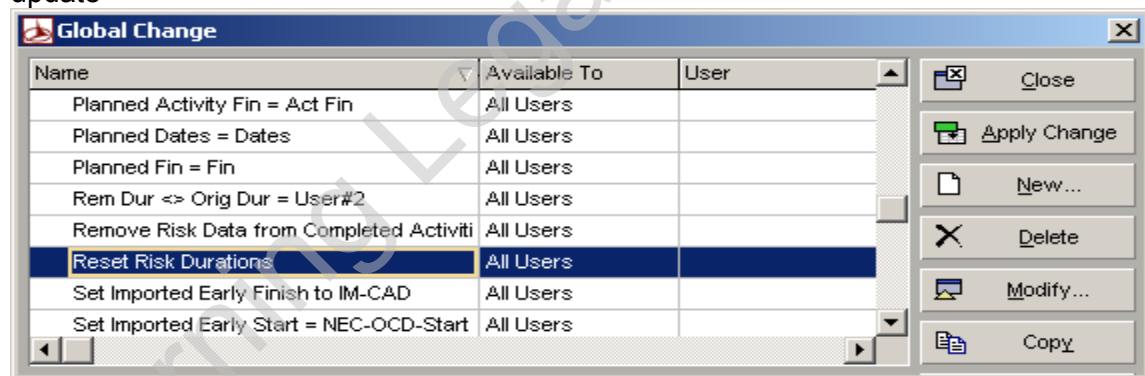 update
Global Change
Name Available To User
Planned Activity Fin = Act Fin All Users
Planned Dates = Dates All Users
Planned Fin = Fin All Users
Rem Dur <> Orig Dur = User#2 All Users
Remove Risk Data from Completed Activiti All Users
Reset Risk Durations All Users
Set Imported Early Finish to IM-CAD All Users
Set Imported Early Start = NEC-OCD-Start All Users
Close
Apply Change
New...
Delete
Modify...
Copy